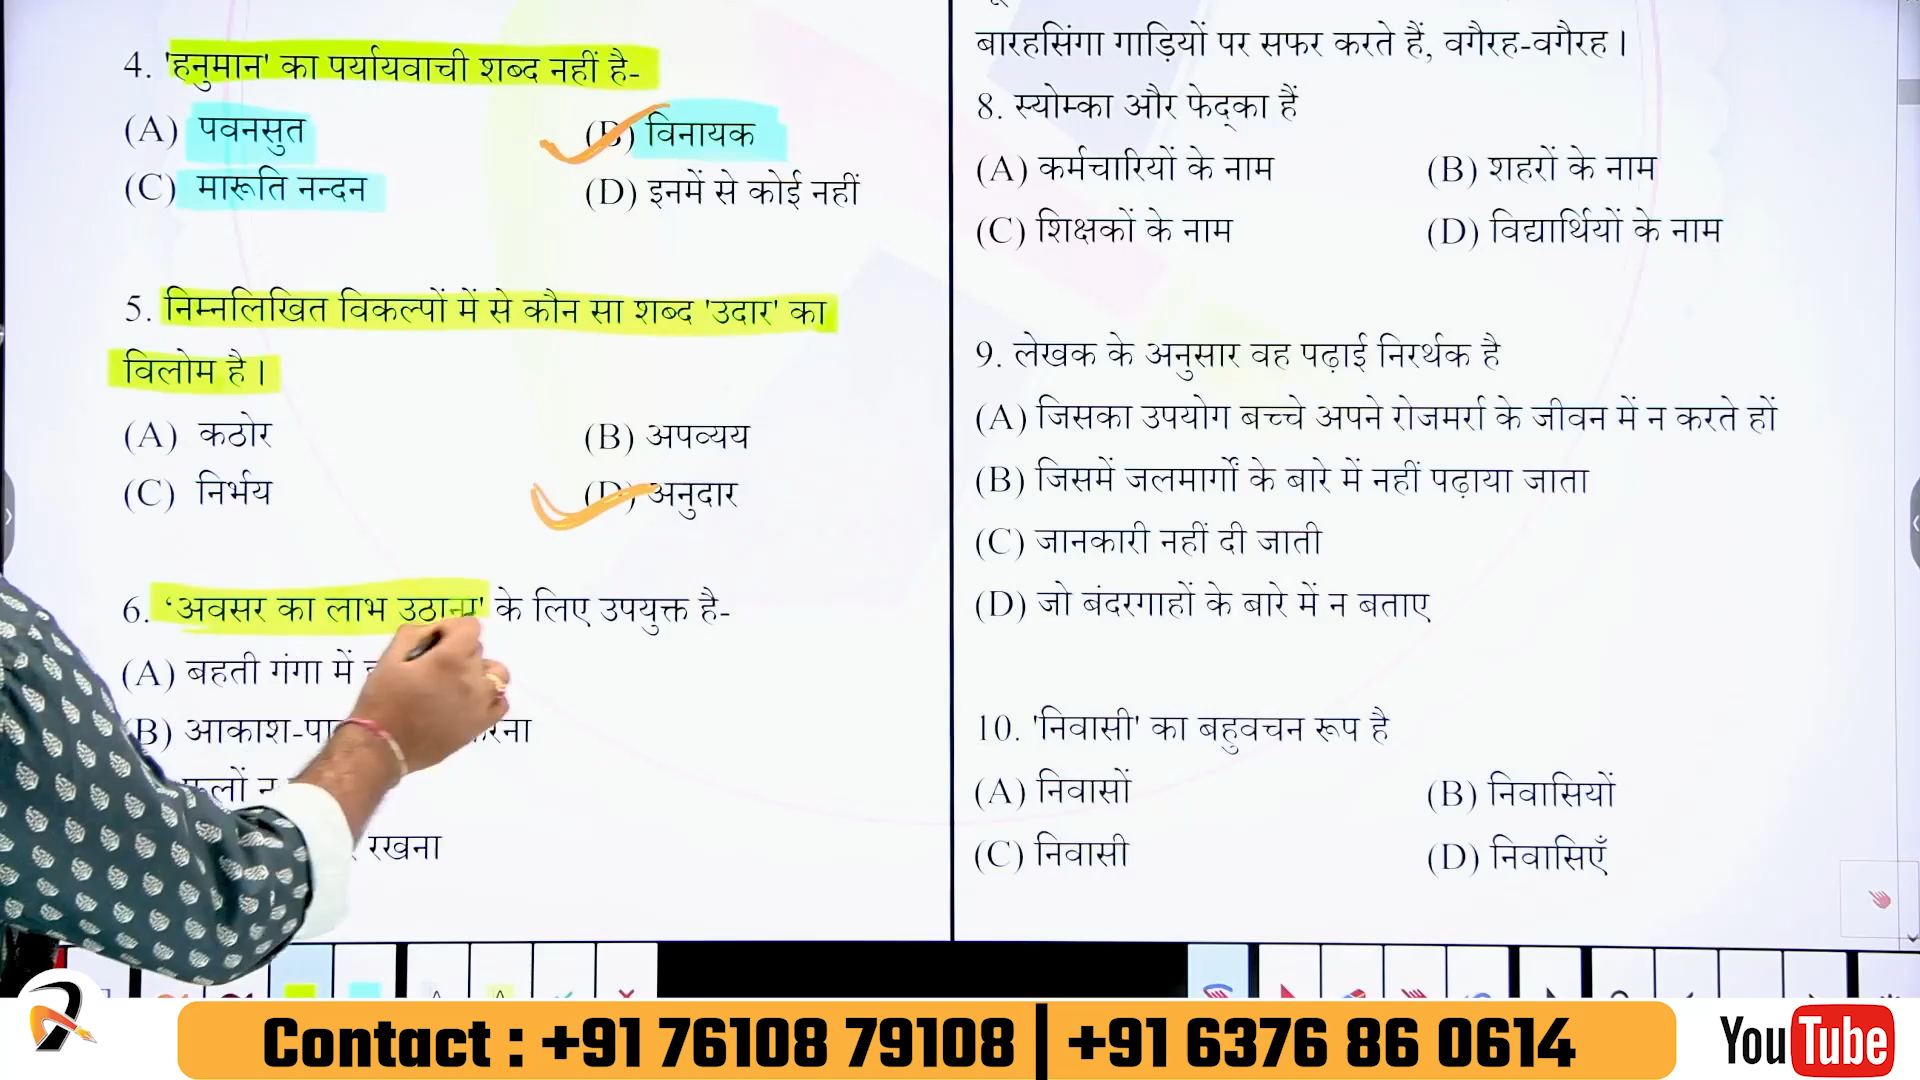 4. 'हनुमान' का पर्यायवाची शब्द नहीं है-
(A) पवनसुत (B) विनायक
(C) मारूति नन्दन (D) इनमें से कोई नहीं
5. निम्नलिखित विकल्पों में से कौन सा शब्द 'उदार' का
विलोम है।
(A) कठोर (B) अपव्यय
(C) निर्भय (D) अनुदार
6. 'अवसर का लाभ उठाना' के लिए उपयुक्त है-
(A) बहती गंगा में
(B) आकाश-
रखना
बारहसिंगा गाड़ियों पर सफर करते हैं, वगैरह-वगैरह।
8. स्योम्का और फेद्का हैं
(A) कर्मचारियों के नाम (B) शहरों के नाम
(C) शिक्षकों के नाम (D) विद्यार्थियों के नाम
9. लेखक के अनुसार वह पढ़ाई निरर्थक है
(A) जिसका उपयोग बच्चे अपने रोजमर्रा के जीवन में न करते हों
(B) जिसमें जलमार्गों के बारे में नहीं पढ़ाया जाता
(C) जानकारी नहीं दी जाती
(D) जो बंदरगाहों के बारे में न बताए
10. 'निवासी' का बहुवचन रूप है
(A) निवासों (B) निवासियों
(C) निवासी (D) निवासिएँ
Contact : +91 76108 79108 | +91 6376 86 0614
YouTube